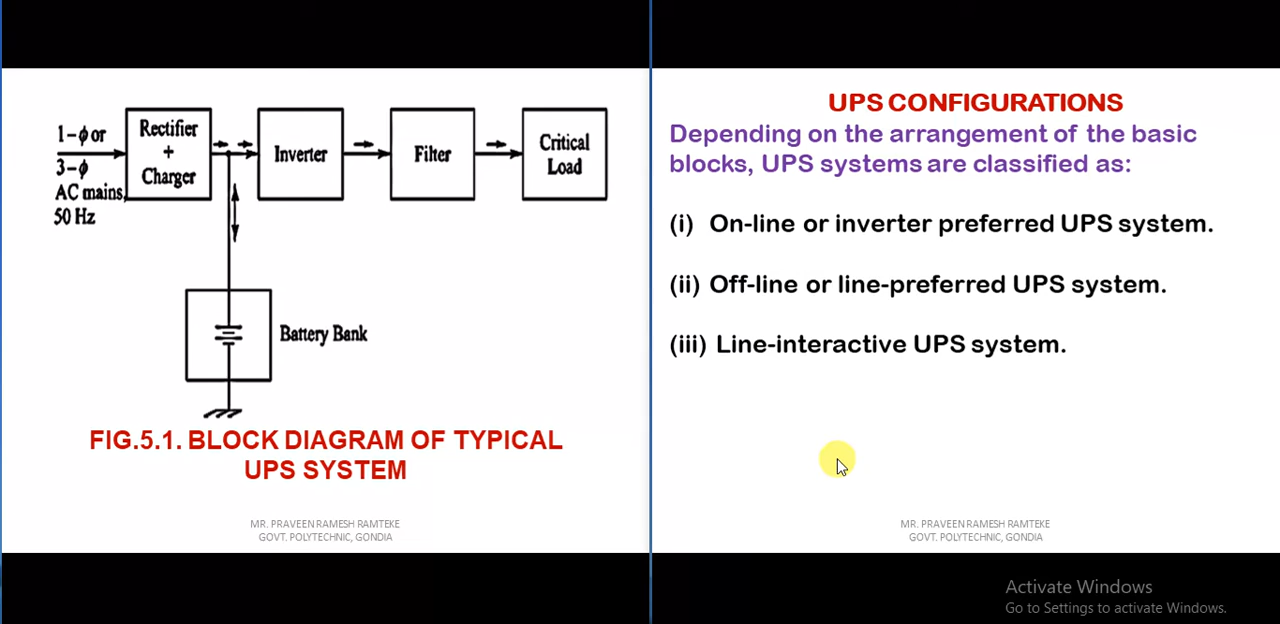 1-ϕ or
3-ϕ
AC mains,
50 Hz
Rectifier
+
Charger
Inverter
Filter
Critical
Load
Battery Bank
FIG.5.1. BLOCK DIAGRAM OF TYPICAL
UPS SYSTEM
MR. PRAVEEN RAMESH RAMTEKE
GOVT. POLYTECHNIC, GONDIA
UPS CONFIGURATIONS
Depending on the arrangement of the basic
blocks, UPS systems are classified as:
(i) On-line or inverter preferred UPS system.
(ii) Off-line or line-preferred UPS system.
(iii) Line-interactive UPS system.
MR. PRAVEEN RAMESH RAMTEKE
GOVT. POLYTECHNIC, GONDIA
Activate Windows
Go to Settings to activate Windows.